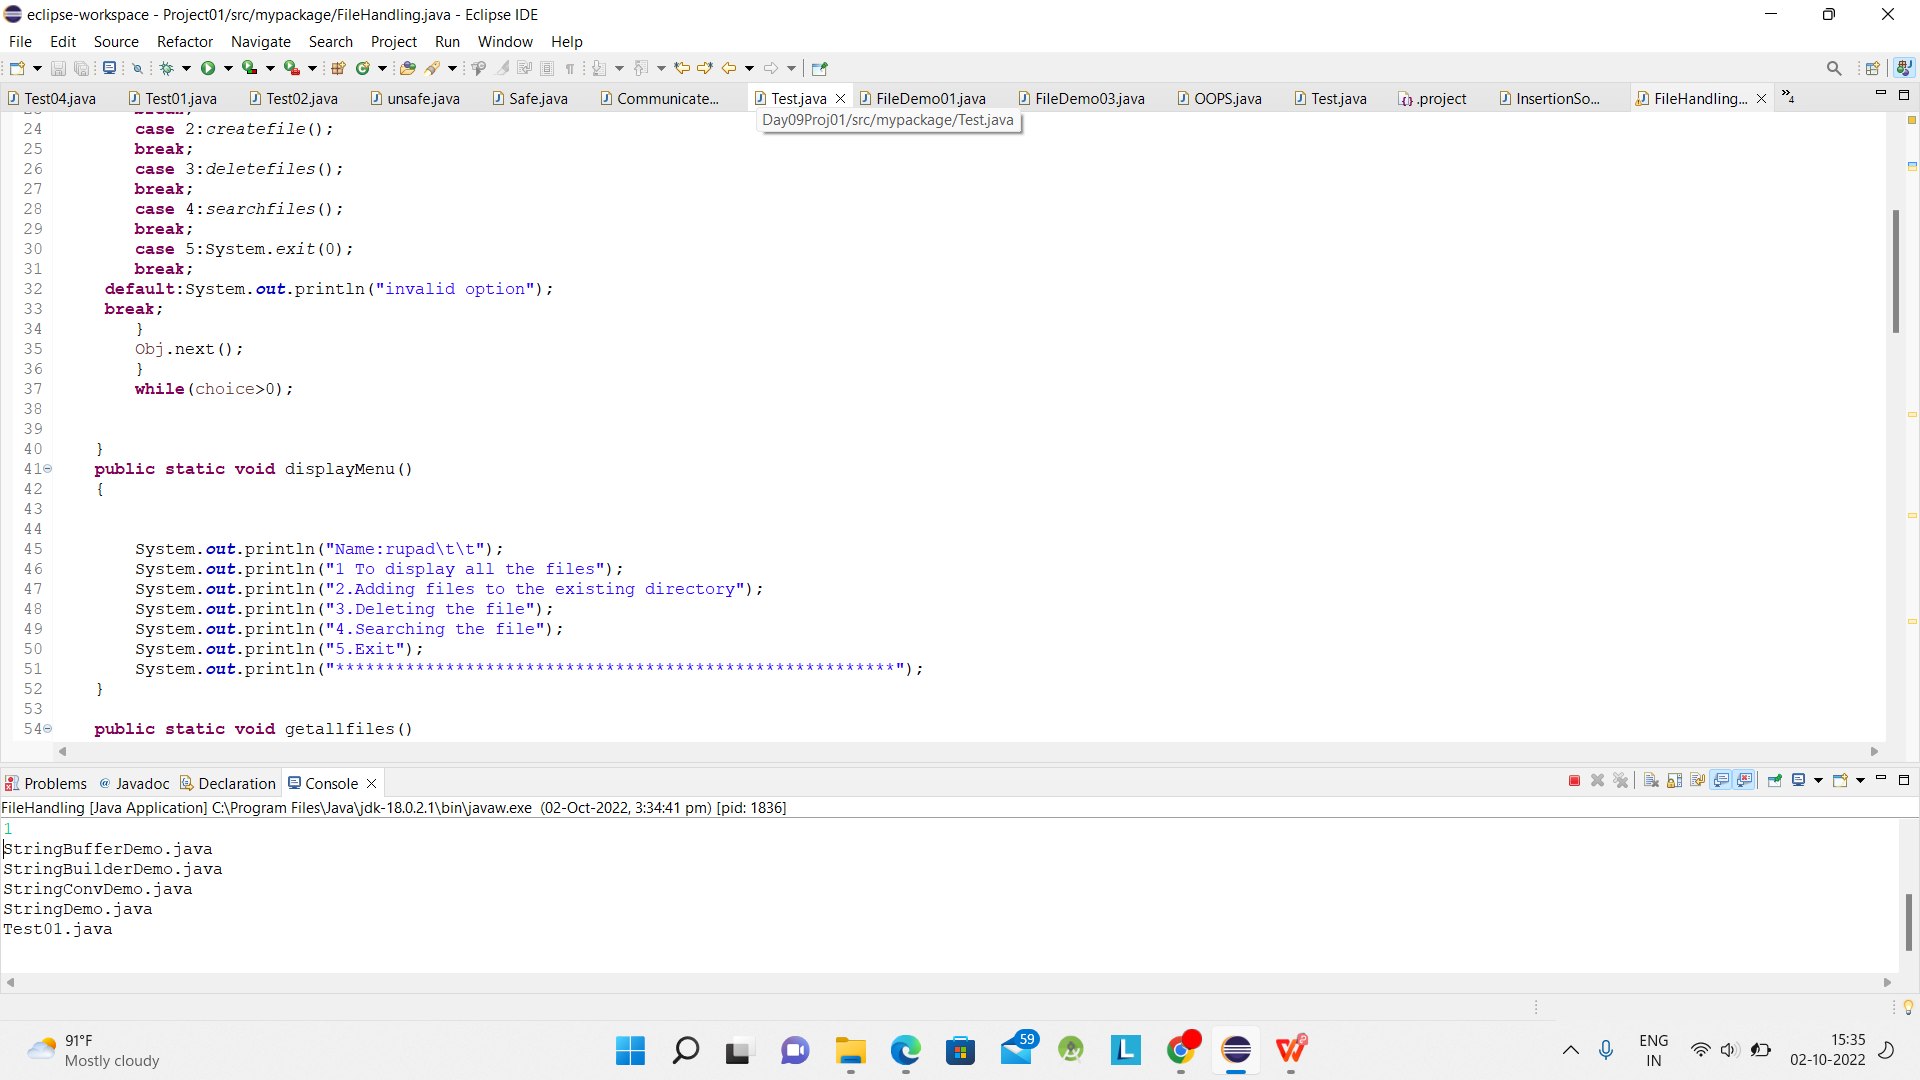 eclipse-workspace - Project01/src/mypackage/FileHandling.java - Eclipse IDE
File Edit Source Refactor Navigate Search Project Run Window Help
Test04.java Test01.java Test02.java unsafe.java Safe.java Communicate... Test.java FileDemo01.java FileDemo03.java OOPS.java Test.java .project InsertionSo... FileHandling... »4
Day09Proj01/src/mypackage/Test.java
24 case 2:createfile();
25 break;
26 case 3:deletefiles();
27 break;
28 case 4:searchfiles();
29 break;
30 case 5:System.exit(0);
31 break;
32 default:System.out.println("invalid option");
33 break;
34 }
35 Obj.next();
36 }
37 while(choice>0);
38
39
40 }
41 public static void displayMenu()
42 {
43
44
45 System.out.println("Name:rupad\t\t");
46 System.out.println("1 To display all the files");
47 System.out.println("2.Adding files to the existing directory");
48 System.out.println("3.Deleting the file");
49 System.out.println("4.Searching the file");
50 System.out.println("5.Exit");
51 System.out.println("********************************************************");
52 }
53
54 public static void getallfiles()
Problems @ Javadoc Declaration Console
FileHandling [Java Application] C:\Program Files\Java\jdk-18.0.2.1\bin\javaw.exe (02-Oct-2022, 3:34:41 pm) [pid: 1836]
1
StringBufferDemo.java
StringBuilderDemo.java
StringConvDemo.java
StringDemo.java
Test01.java
91°F
Mostly cloudy
59
L
W
ENG
IN
15:35
02-10-2022